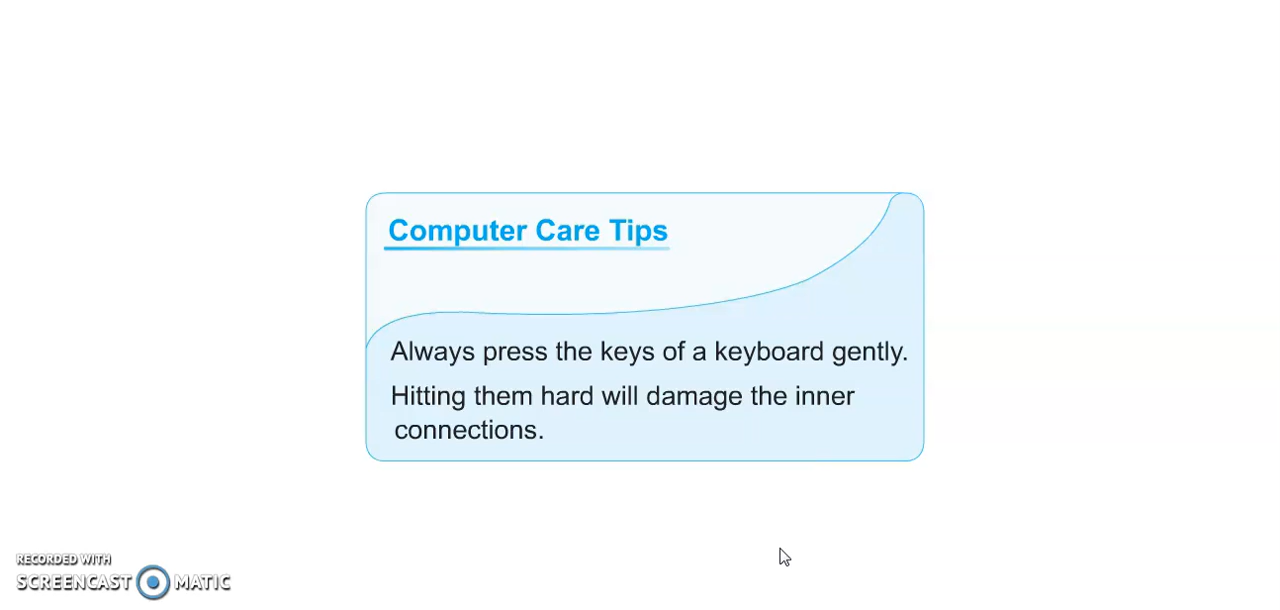 Computer Care Tips
Always press the keys of a keyboard gently.
Hitting them hard will damage the inner
connections.
RECORDED WITH
SCREENCAST MATIC